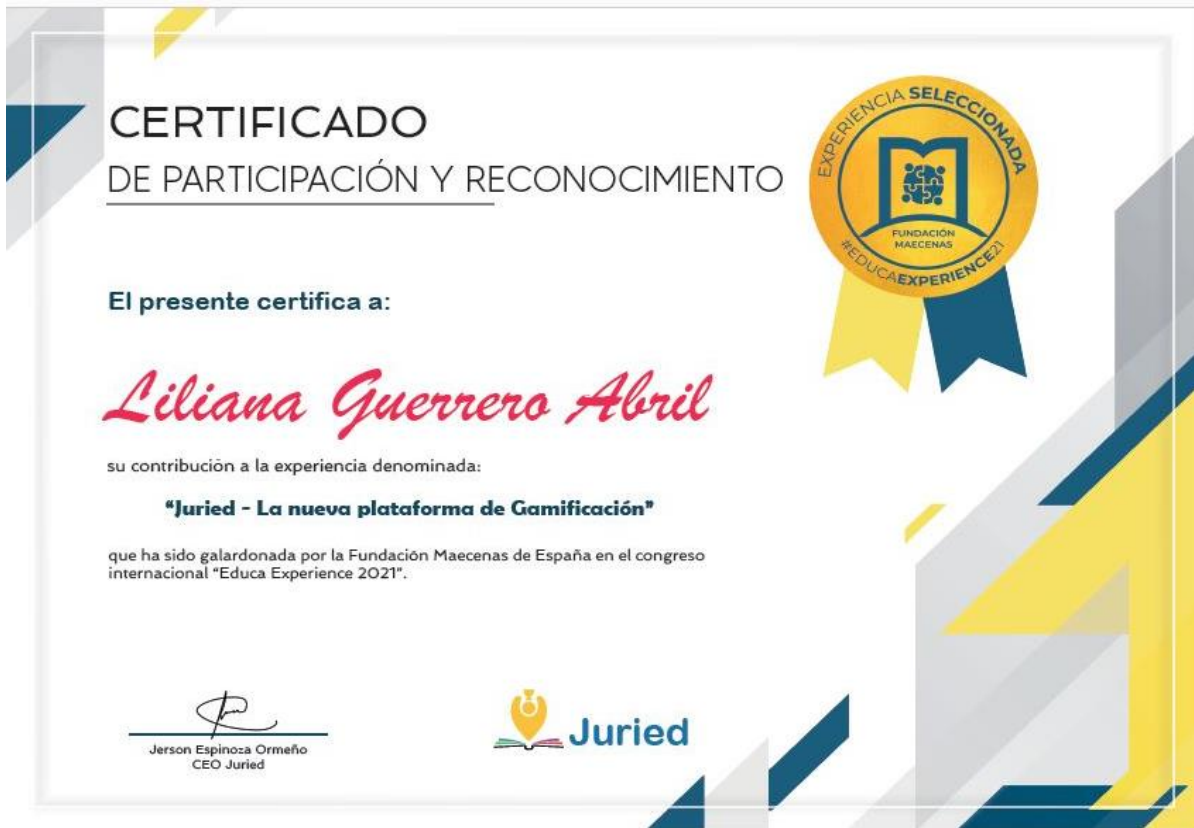 CERTIFICADO
DE PARTICIPACIÓN Y RECONOCIMIENTO
EXPERIENCIA SELECCIONADA
FUNDACIÓN
MAECENAS
#EDUCAEXPERIENCE21
El presente certifica a:
Liliana Guerrero Abril
su contribución a la experiencia denominada:
“Juried - La nueva plataforma de Gamificación”
que ha sido galardonada por la Fundación Maecenas de España en el congreso
internacional “Educa Experience 2021”.
Jerson Espinoza Ormeño
CEO Juried
Juried